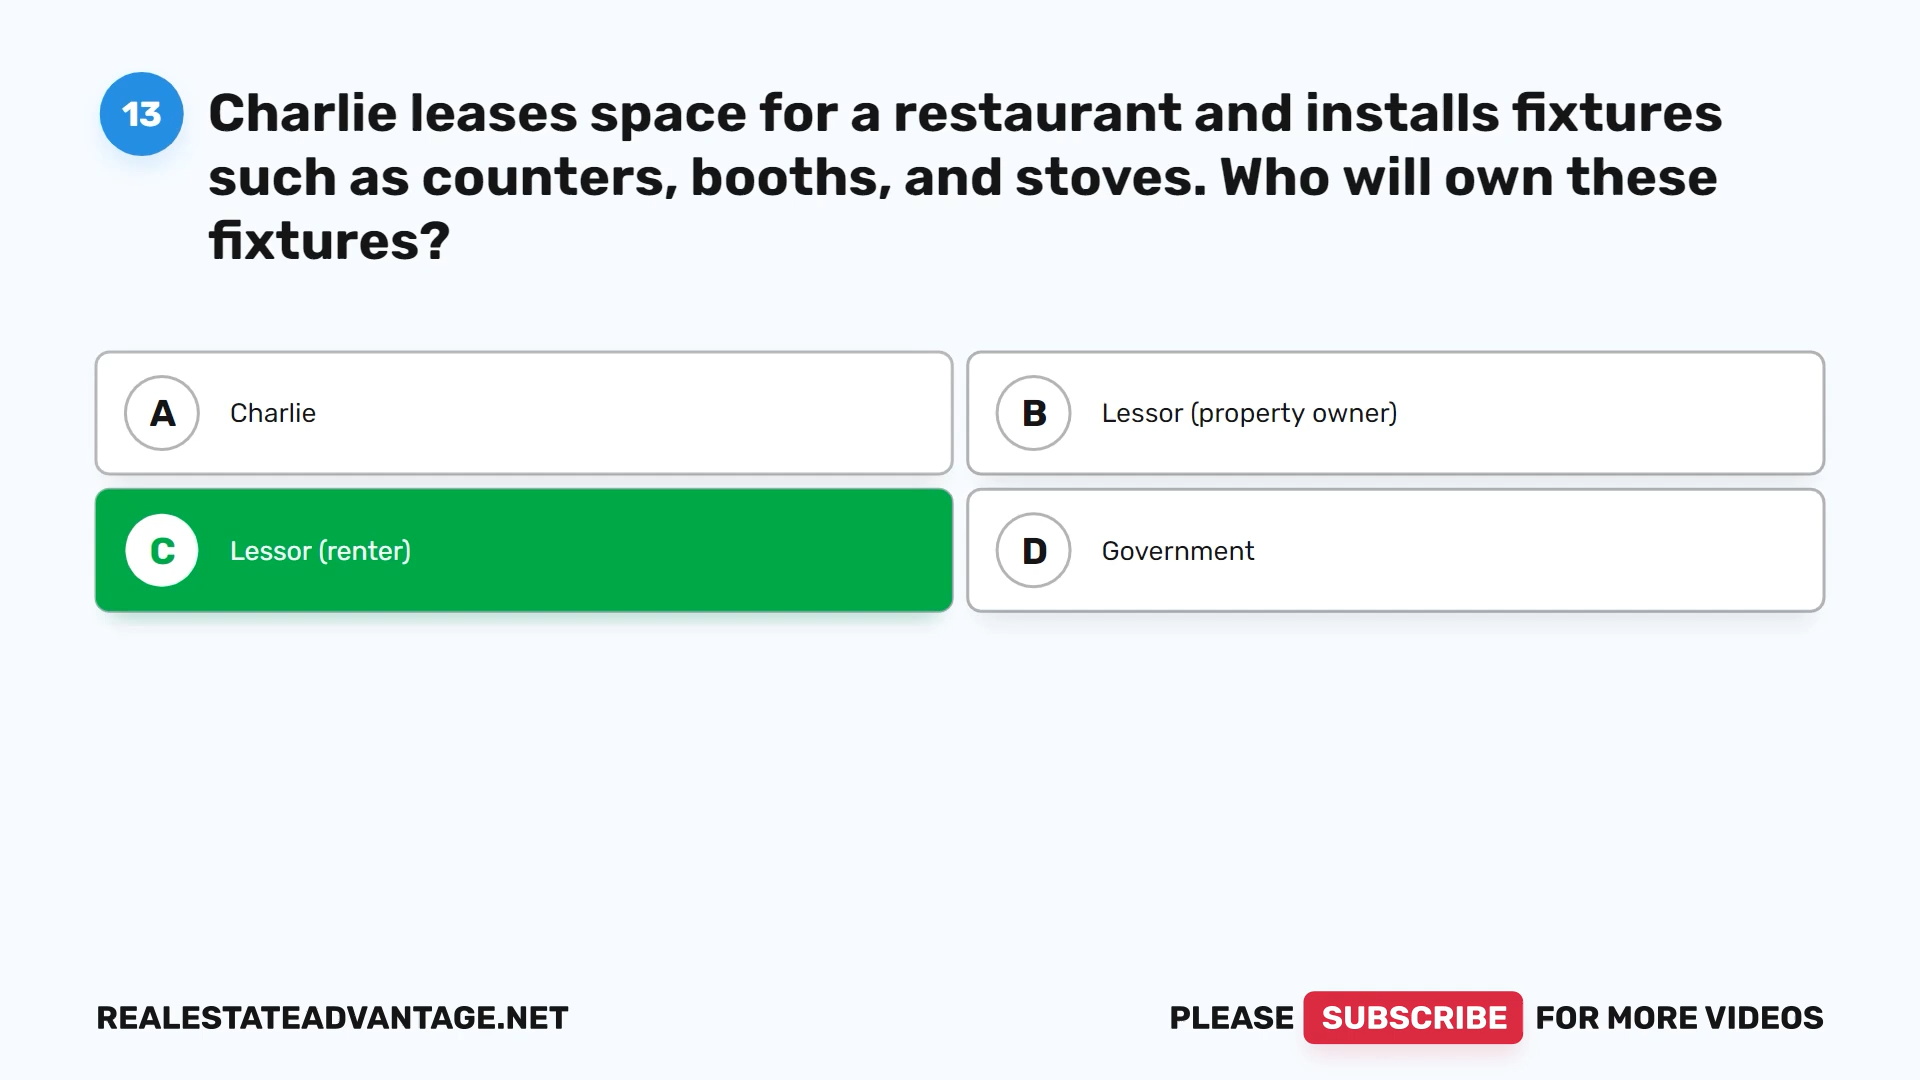 13
Charlie leases space for a restaurant and installs fixtures
such as counters, booths, and stoves. Who will own these
fixtures?
A Charlie
B Lessor (property owner)
C Lessor (renter)
D Government
REALESTATEADVANTAGE.NET
PLEASE SUBSCRIBE FOR MORE VIDEOS